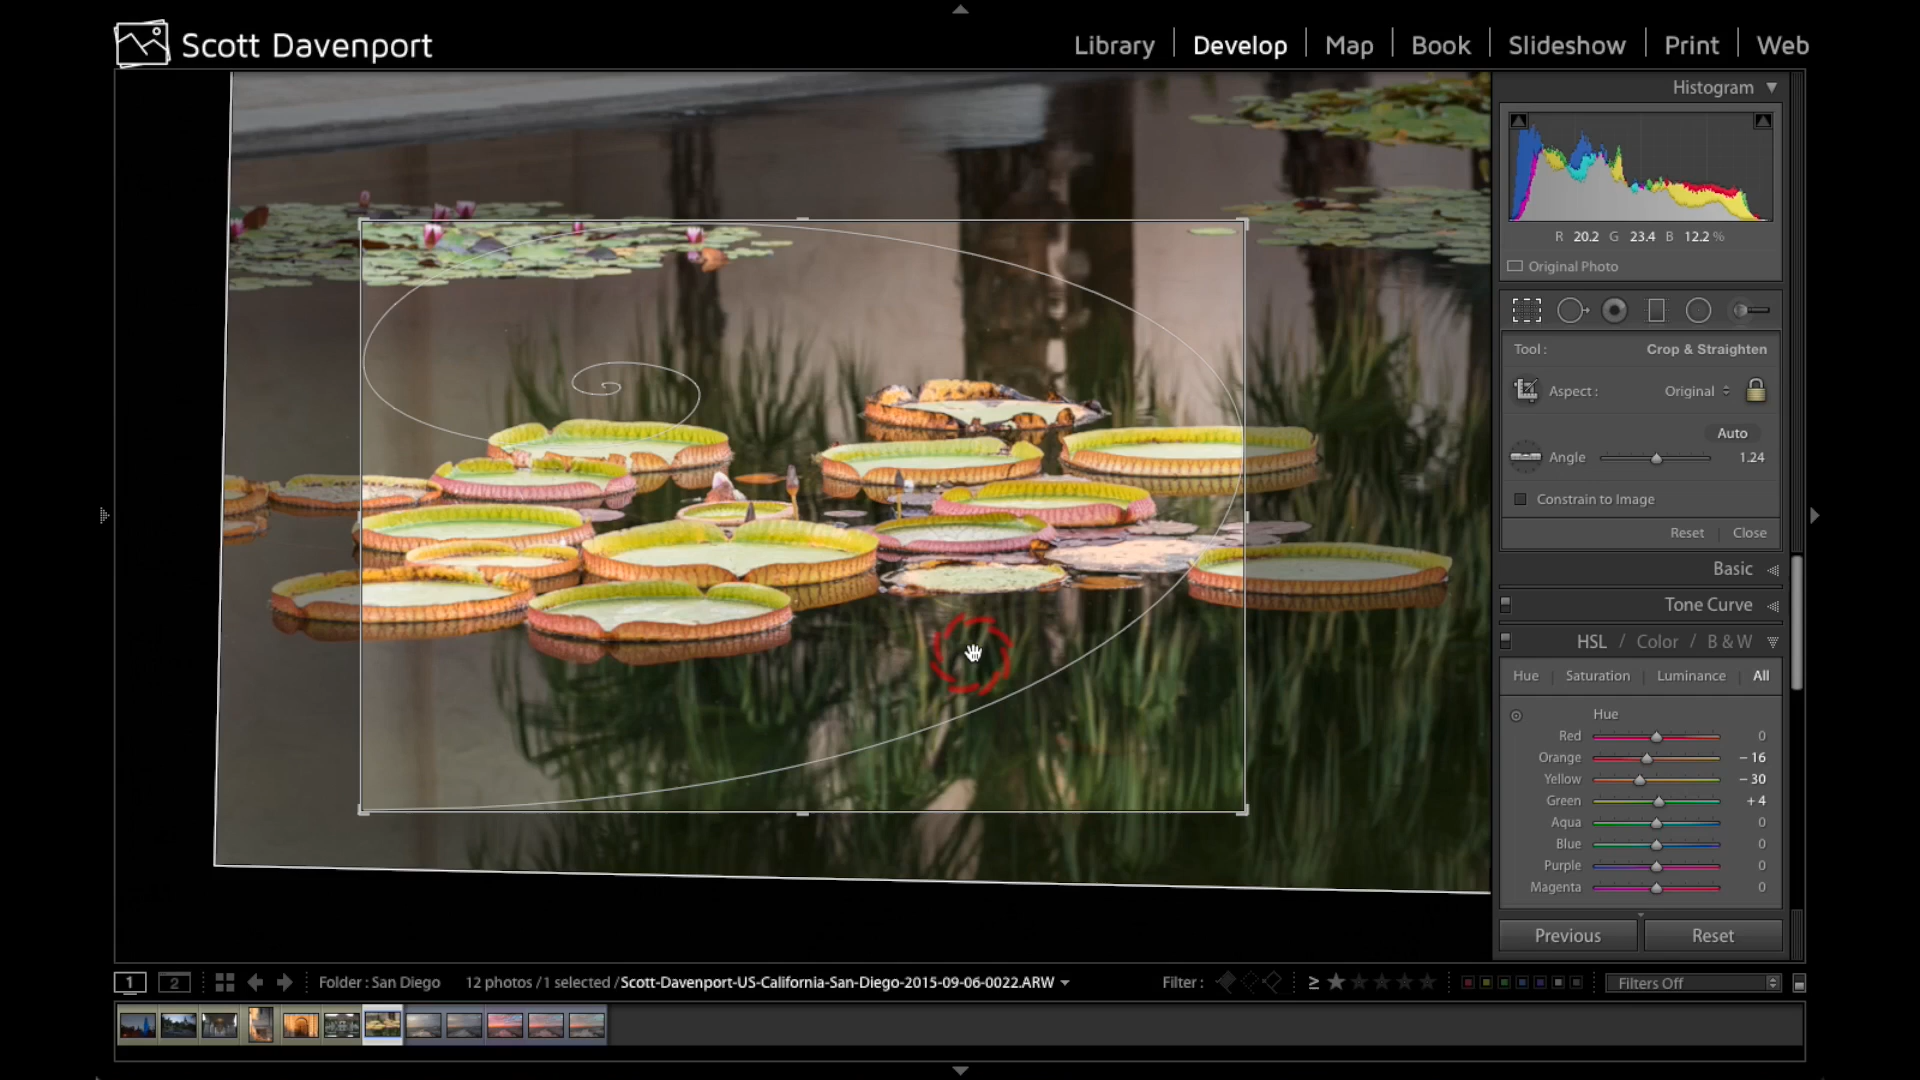 Scott Davenport
Library | Develop | Map | Book | Slideshow | Print | Web
Histogram
R 20.2 G 23.4 B 12.2 %
Original Photo
Tool : Crop & Straighten
Aspect : Original
Auto
Angle 1.24
Constrain to Image
Reset | Close
Basic
Tone Curve
HSL / Color / B & W
Hue | Saturation | Luminance | All
Hue
Red 0
Orange - 16
Yellow - 30
Green + 4
Aqua 0
Blue 0
Purple 0
Magenta 0
Previous Reset
1 2 Folder : San Diego 12 photos / 1 selected / Scott-Davenport-US-California-San-Diego-2015-09-06-0022.ARW Filter : ≥ Filters Off